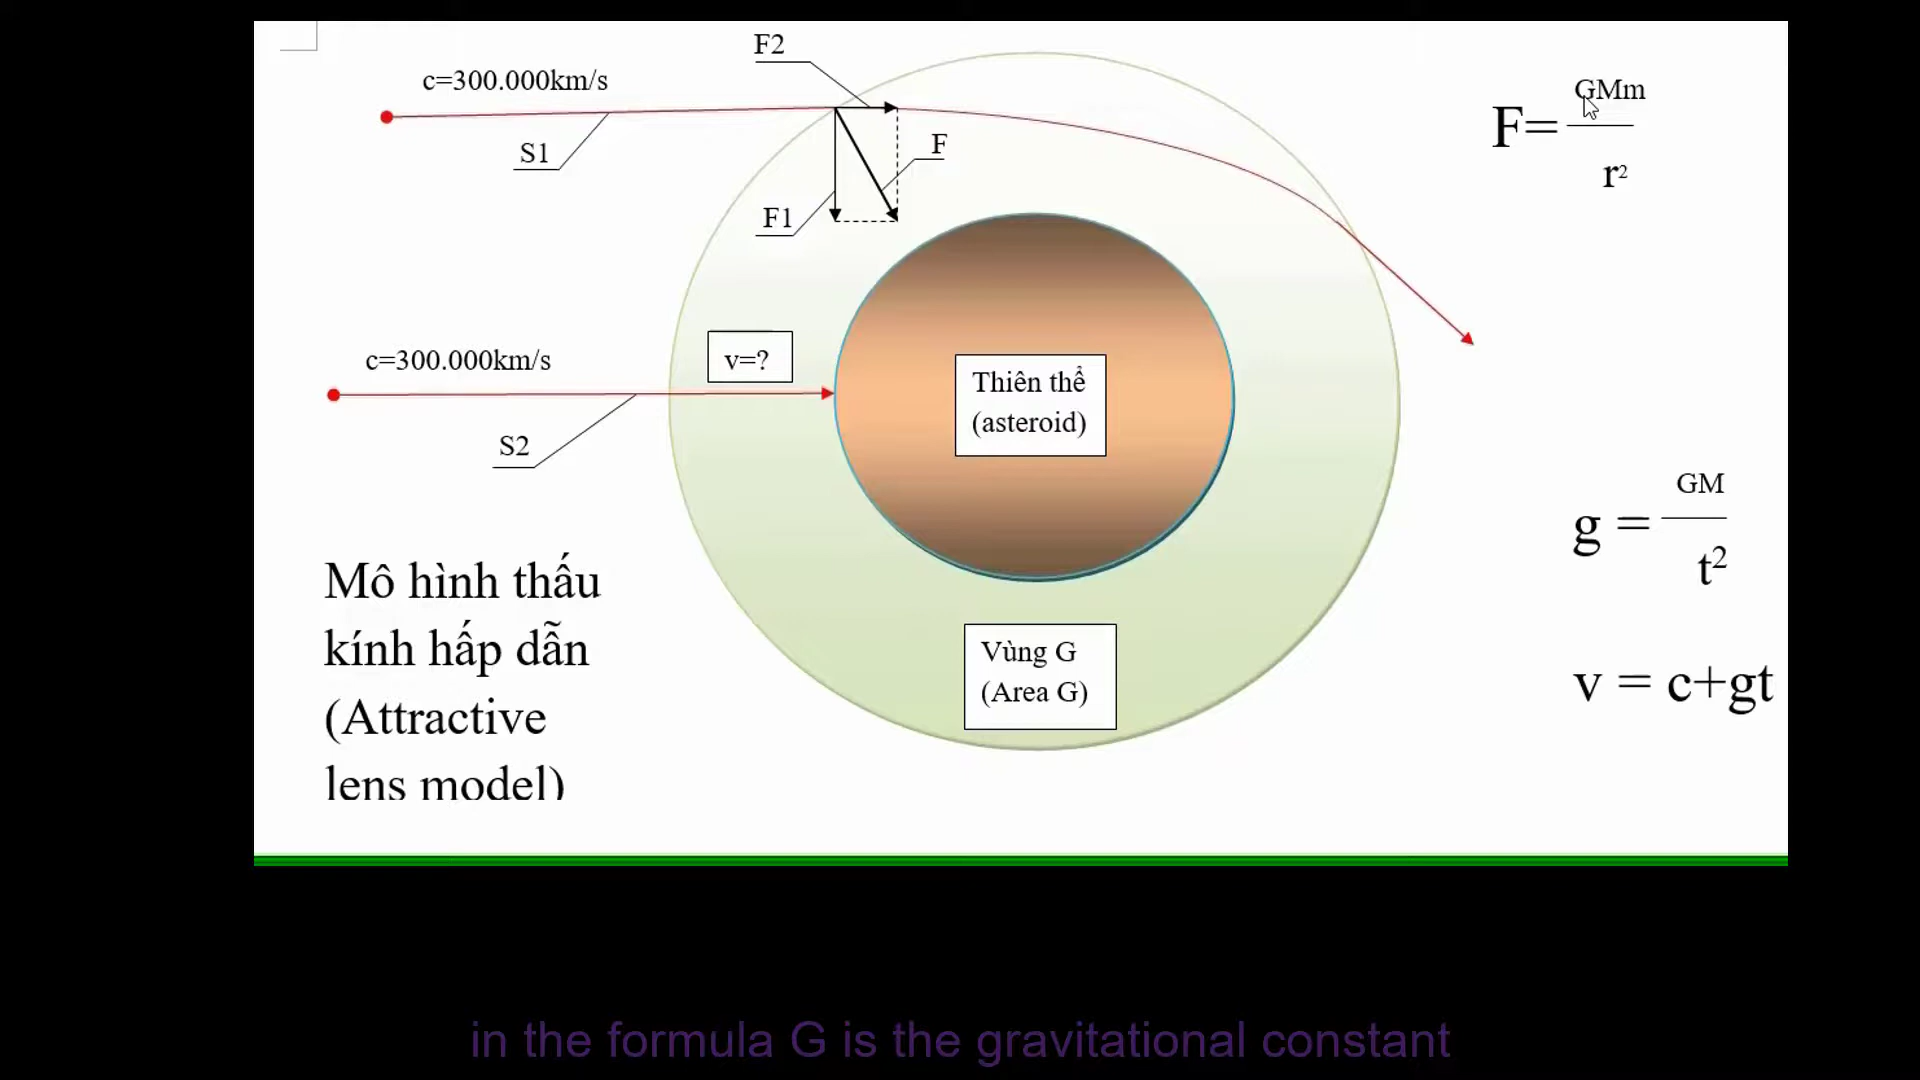 F2
c=300.000km/s
S1
F
F1
F= GMm
r²
c=300.000km/s
v=?
S2
Thiên thể
(asteroid)
g = GM
t²
Mô hình thấu
kính hấp dẫn
(Attractive
lens model)
Vùng G
(Area G)
v = c+gt
in the formula G is the gravitational constant